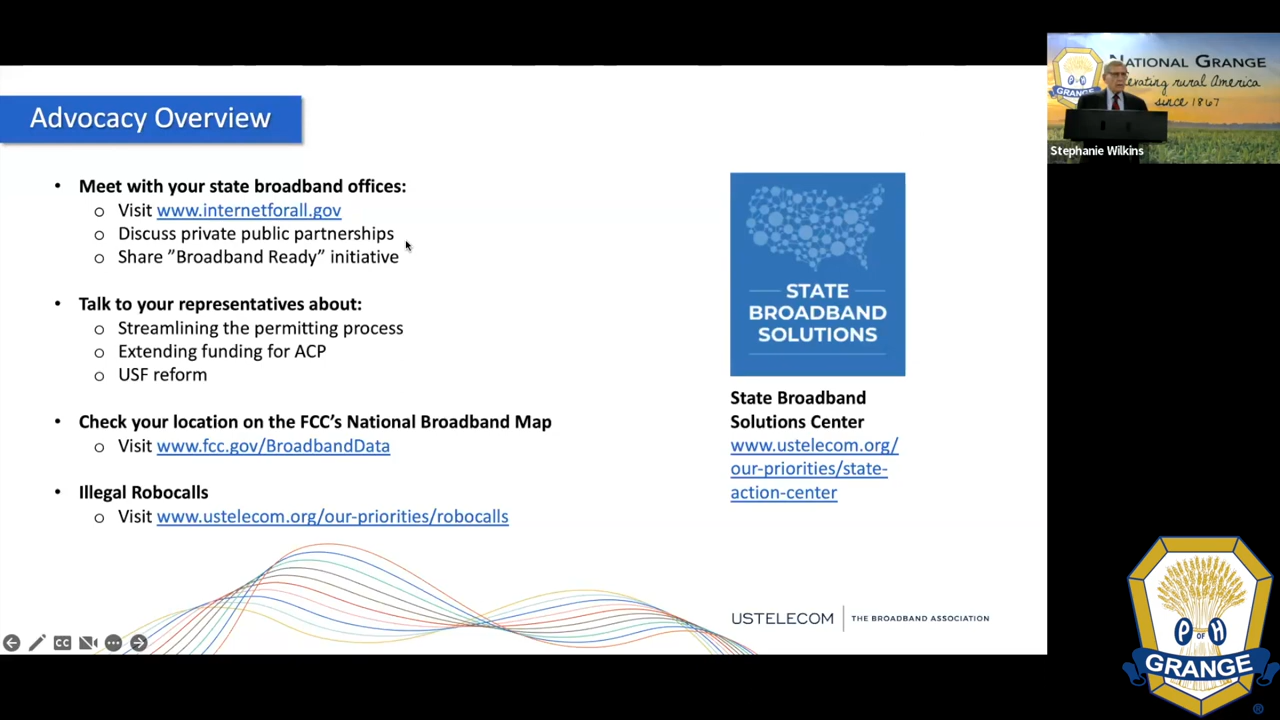 Advocacy Overview
• Meet with your state broadband offices:
o Visit www.internetforall.gov
o Discuss private public partnerships
o Share ”Broadband Ready” initiative
• Talk to your representatives about:
o Streamlining the permitting process
o Extending funding for ACP
o USF reform
• Check your location on the FCC’s National Broadband Map
o Visit www.fcc.gov/BroadbandData
• Illegal Robocalls
o Visit www.ustelecom.org/our-priorities/robocalls
STATE
BROADBAND
SOLUTIONS
State Broadband
Solutions Center
www.ustelecom.org/
our-priorities/state-
action-center
USTELECOM | THE BROADBAND ASSOCIATION
CC
NATIONAL GRANGE
rural America
since 1867
P H
GRANGE
Stephanie Wilkins
P OF H
GRANGE
®